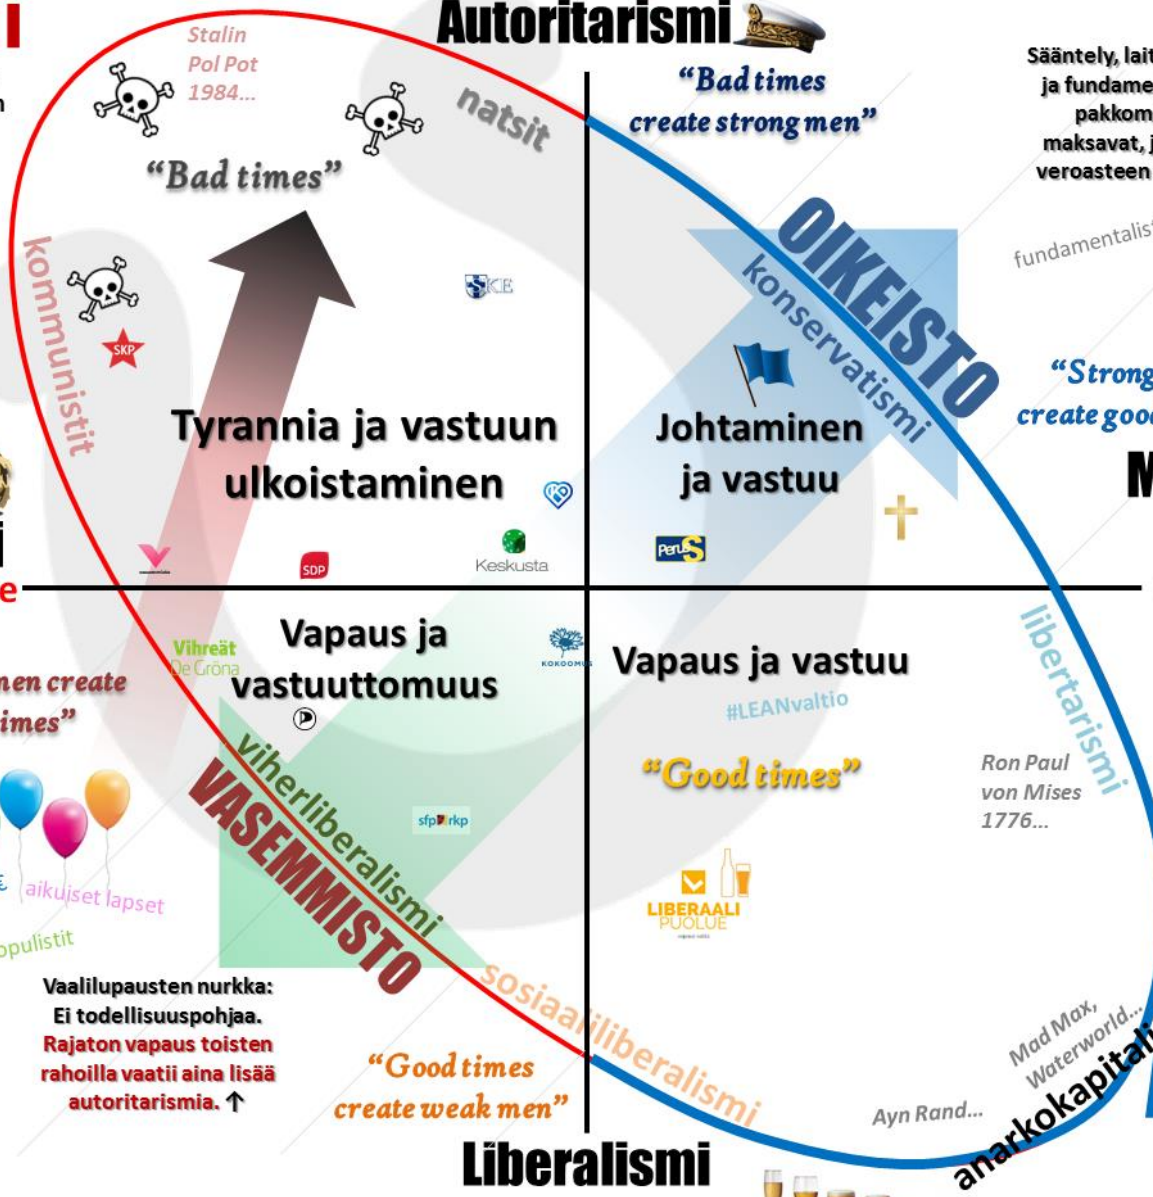 Autoritarismi
Stalin
Pol Pot
1984...
natsit
“Bad times”
“Bad times
create strong men”
Sääntely, lait
ja fundame
pakkom
maksavat, j
veroasteen
fundamentalis
OIKEISTO
konservatismi
kommunistit
SKE
SKP
“Strong
create good
Tyrannia ja vastuun
ulkoistaminen
KD
Johtaminen
ja vastuu
M
SDP
Keskusta
PeruS
e
Vihreät
De Gröna
Vapaus ja
vastuuttomuus
KOKOOMUS
Vapaus ja vastuu
#LEANvaltio
libertarismi
men create
imes”
“Good times”
Ron Paul
von Mises
1776...
viherliberalismi
VASEMMISTO
sfp rkp
€
aikuiset lapset
opulistit
LIBERAALI
PUOLUE
Vaalilupausten nurkka:
Ei todellisuuspohjaa.
Rajaton vapaus toisten
rahoilla vaatii aina lisää
autoritarismia. ↑
sosiaaliliberalismi
“Good times
create weak men”
Mad Max,
Waterworld...
Ayn Rand...
anarkokapitali
Liberalismi